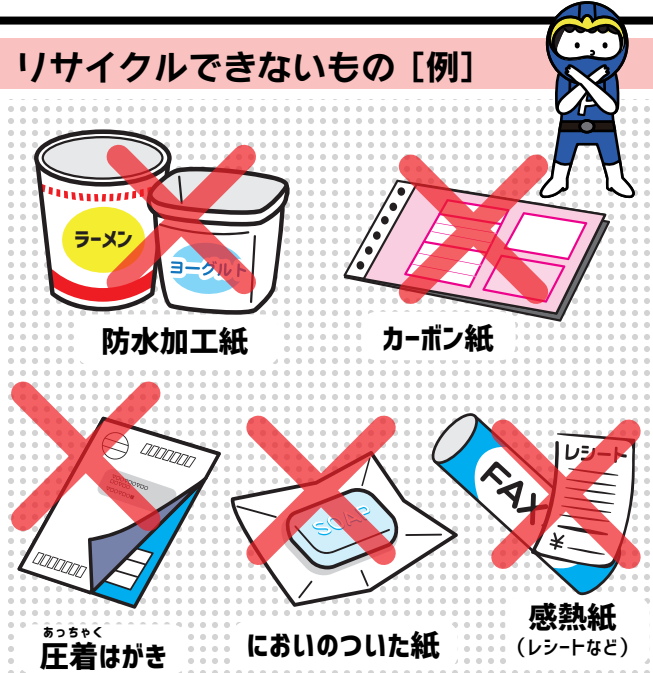 リサイクルできないもの［例］
ラーメン
ヨーグルト
防水加工紙
カーボン紙
SOAP
FAX
レシート
¥
あっちゃく
圧着はがき
においのついた紙
感熱紙
（レシートなど）